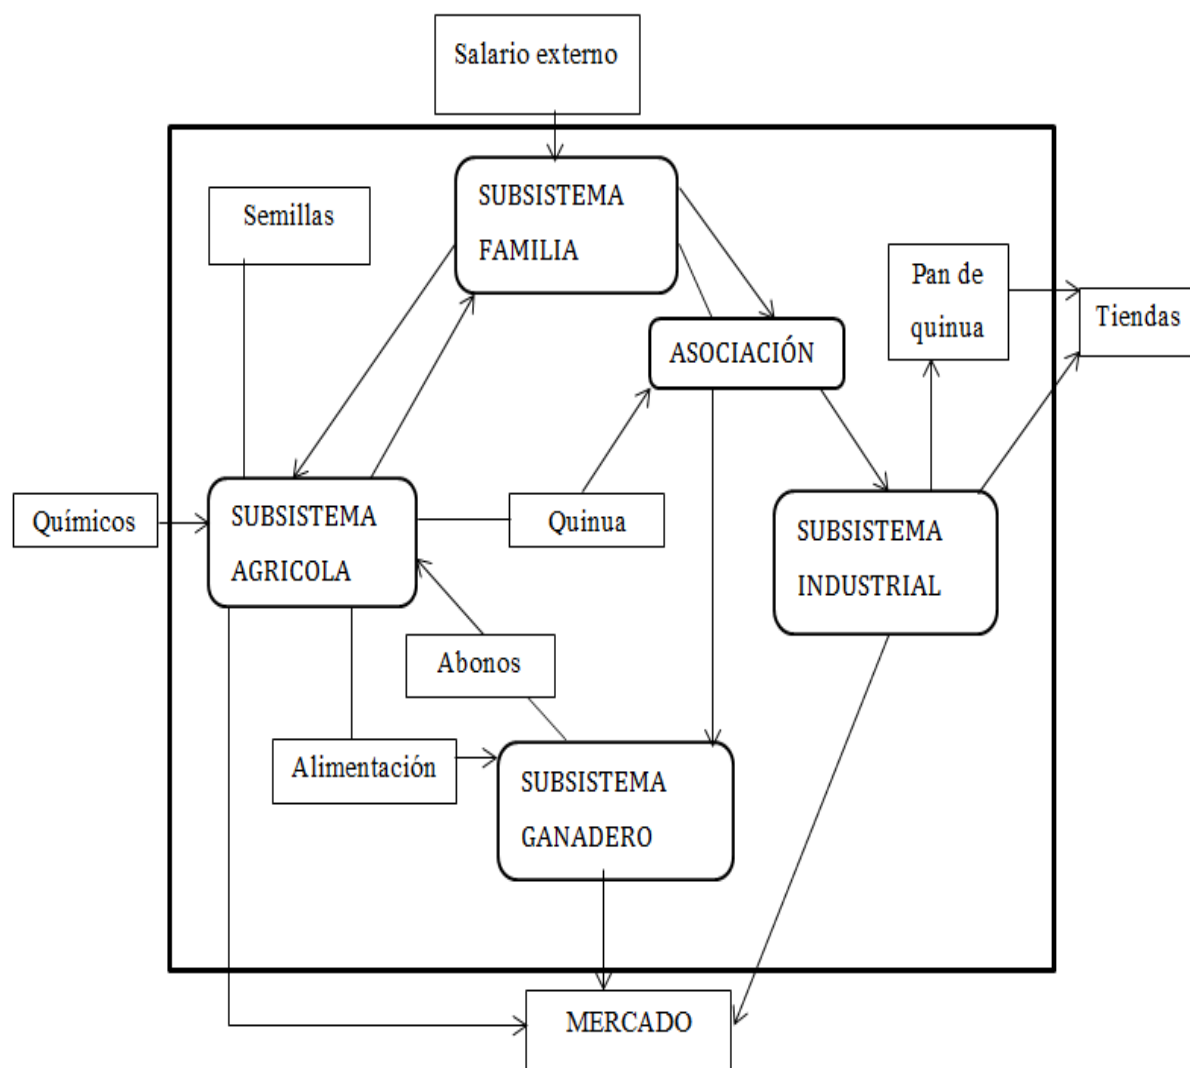 Salario externo
SUBSISTEMA
FAMILIA
Semillas
Pan de
quinua
Tiendas
ASOCIACIÓN
Químicos
SUBSISTEMA
AGRICOLA
Quinua
SUBSISTEMA
INDUSTRIAL
Abonos
Alimentación
SUBSISTEMA
GANADERO
MERCADO